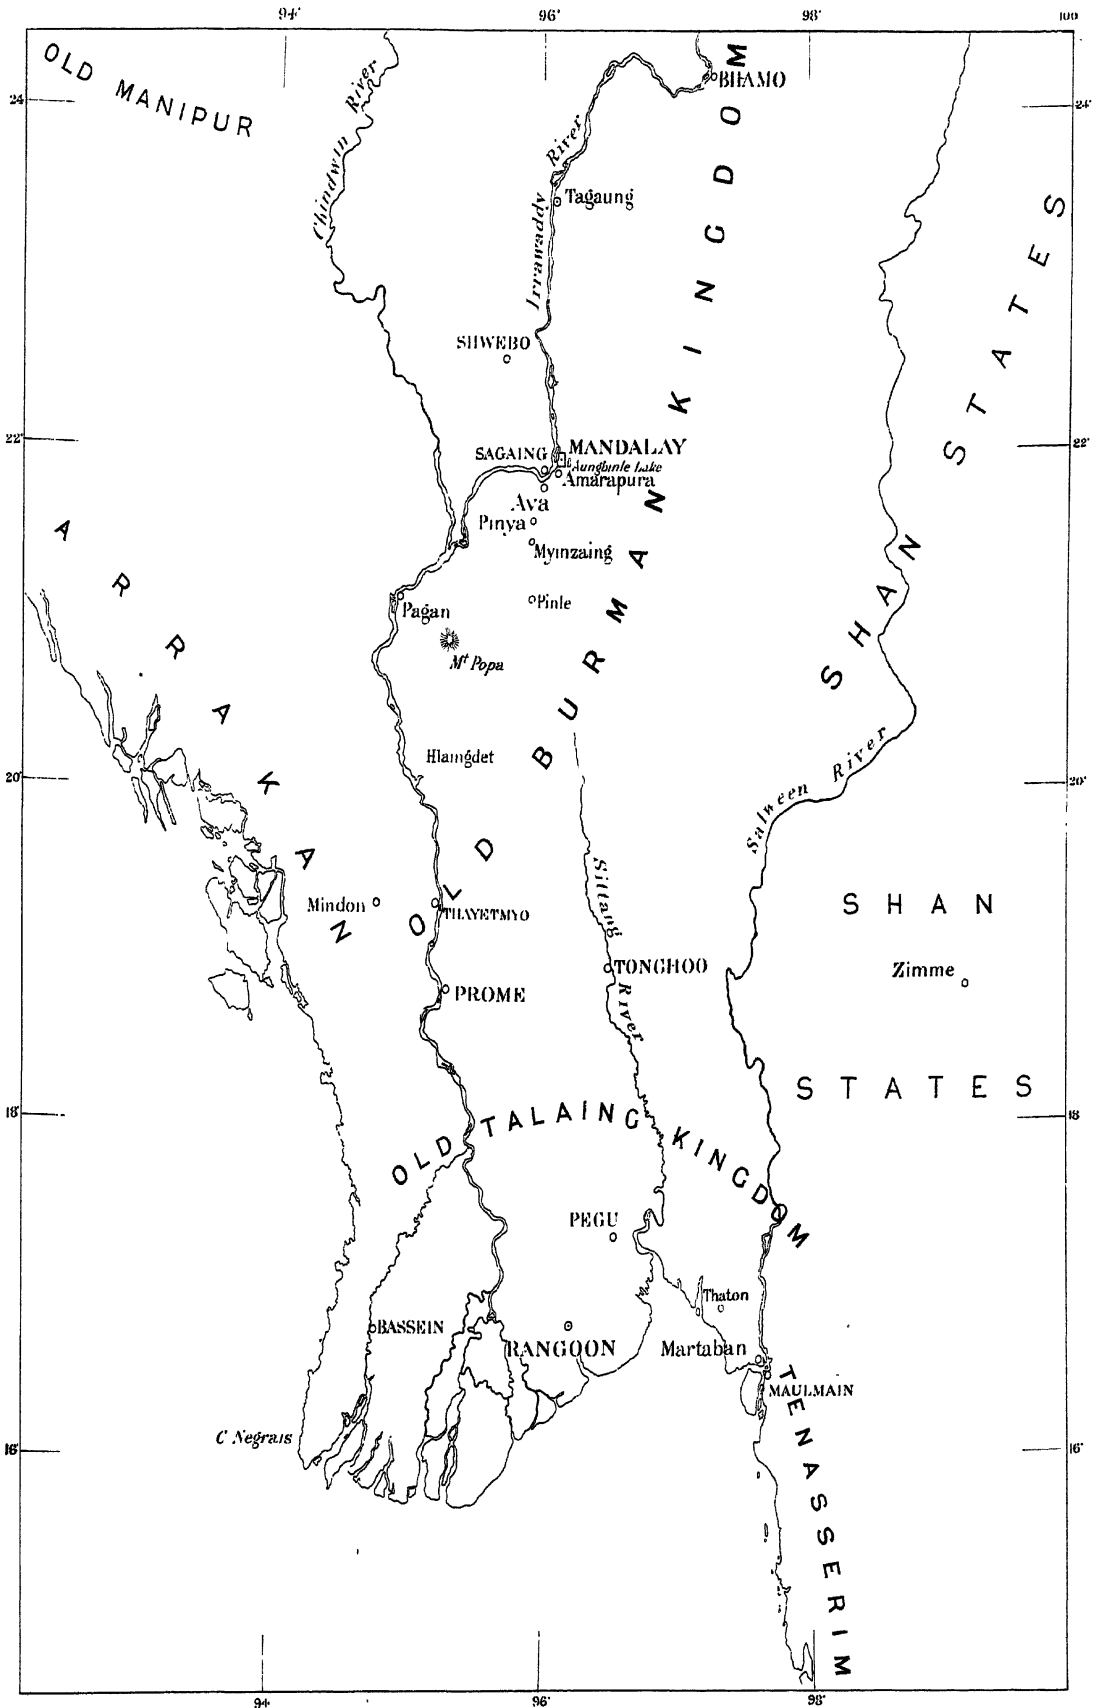 94° 96° 98° 100
OLD MANIPUR
24° 24°
Chindwin River
BHAMO
Irrawaddy River
Tagaung
SHWEBO
22° 22°
SAGAING
MANDALAY
Aungbinle Lake
Amarapura
Ava
Pinya
Myinzaing
Pinle
Pagan
Mt Popa
ARRAKAN
OLD BURMAN KINGDOM
SHAN STATES
Hlaingdet
20° 20°
Salween River
Sittang River
Mindon
THAYETMYO
TONGHOO
PROME
SHAN
Zimme
STATES
18° 18°
OLD TALAING KINGDOM
PEGU
Thaton
BASSEIN
RANGOON
Martaban
MAULMAIN
C Negrais
16° 16°
TENASSERIM
94° 96° 98°